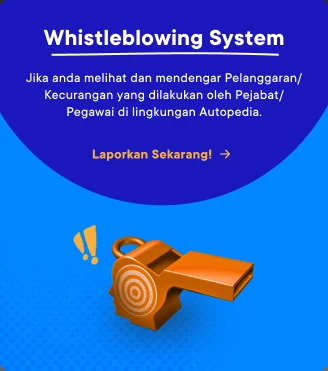 Whistleblowing System
Jika anda melihat dan mendengar Pelanggaran/
Kecurangan yang dilakukan oleh Pejabat/
Pegawai di lingkungan Autopedia.
Laporkan Sekarang! →
!!